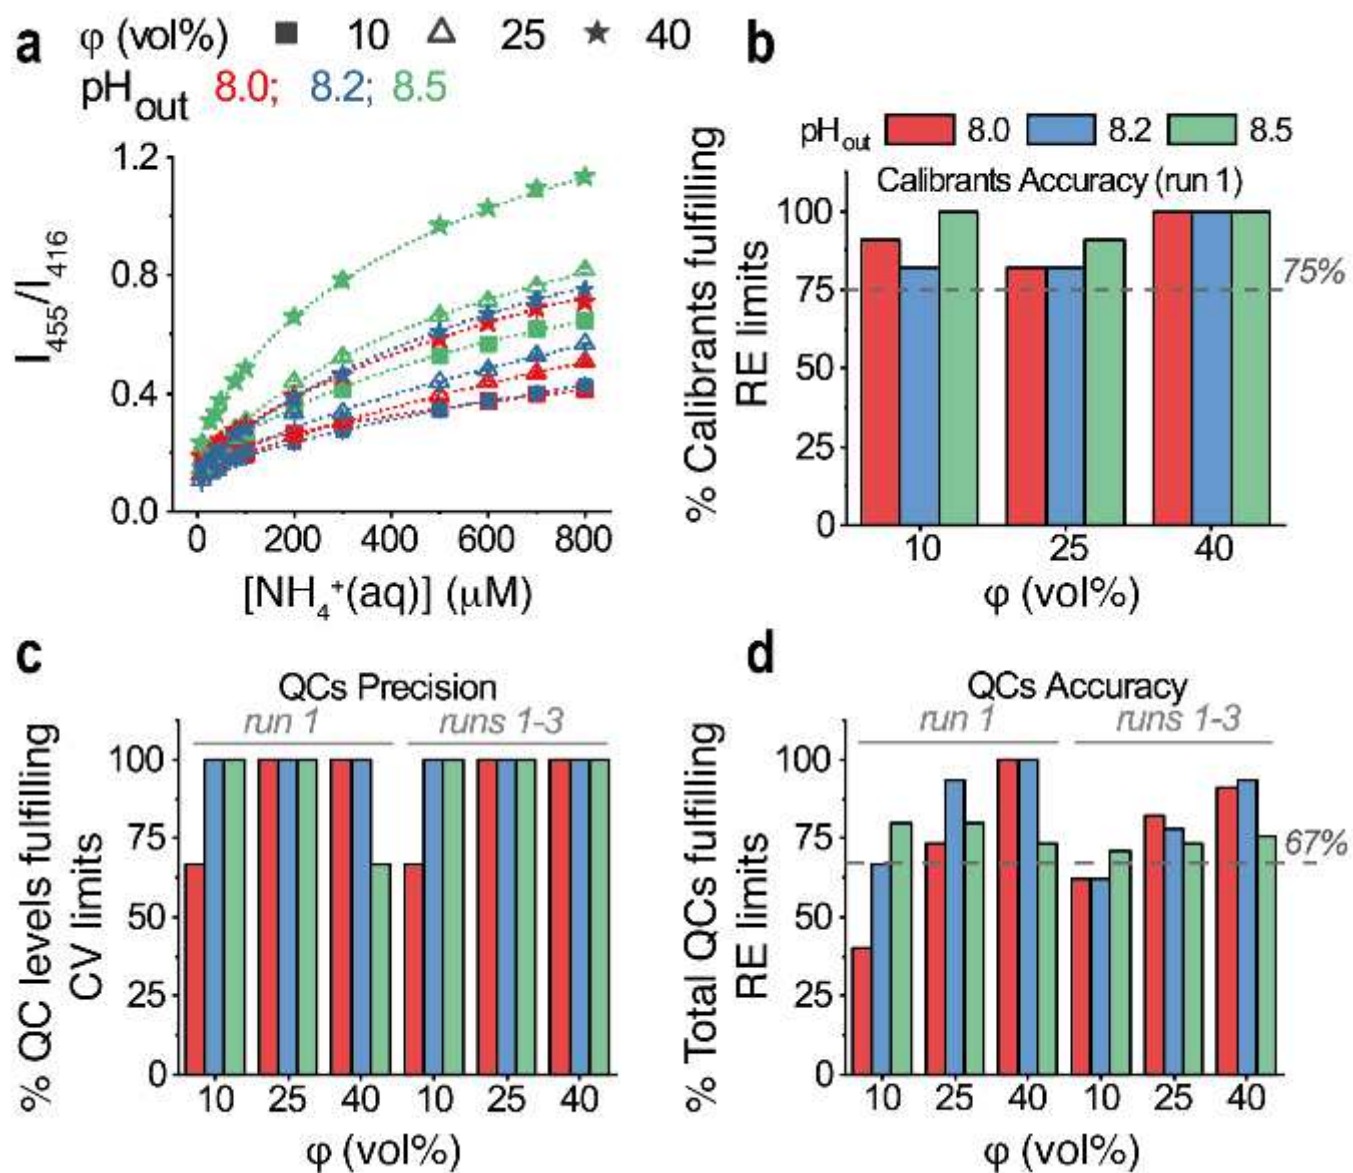 a
φ (vol%) 10 25 40
pHout 8.0; 8.2; 8.5
I455/I416
1.2
0.8
0.4
0.0
0 200 400 600 800
[NH4+(aq)] (μM)
b
pHout 8.0 8.2 8.5
Calibrants Accuracy (run 1)
% Calibrants fulfilling
RE limits
100
75
50
25
0
75%
10 25 40
φ (vol%)
c
QCs Precision
run 1 runs 1-3
% QC levels fulfilling
CV limits
100
75
50
25
0
10 25 40 10 25 40
φ (vol%)
d
QCs Accuracy
run 1 runs 1-3
% Total QCs fulfilling
RE limits
100
75
50
25
0
67%
10 25 40 10 25 40
φ (vol%)